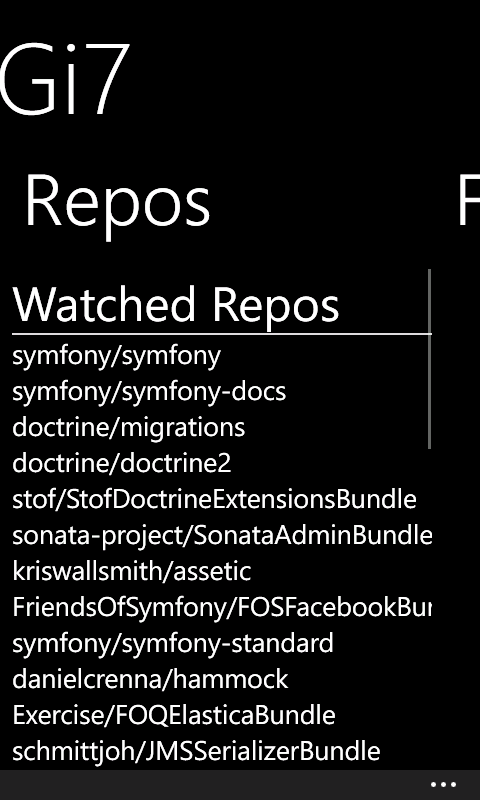 Gi7
Repos
F
Watched Repos
symfony/symfony
symfony/symfony-docs
doctrine/migrations
doctrine/doctrine2
stof/StofDoctrineExtensionsBundle
sonata-project/SonataAdminBundle
kriswallsmith/assetic
FriendsOfSymfony/FOSFacebookBun
symfony/symfony-standard
danielcrenna/hammock
Exercise/FOQElasticaBundle
schmittjoh/JMSSerializerBundle